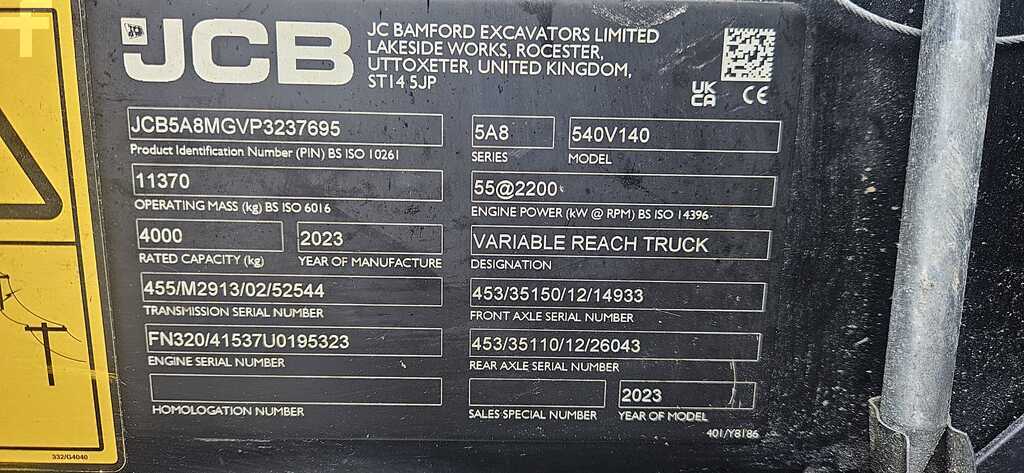 JCB
JC BAMFORD EXCAVATORS LIMITED
LAKESIDE WORKS, ROCESTER,
UTTOXETER, UNITED KINGDOM,
ST14 5JP
UK
CA
CE
JCB5A8MGVP3237695
Product Identification Number (PIN) BS ISO 10261
5A8
SERIES
540V140
MODEL
11370
OPERATING MASS (kg) BS ISO 6016
55@2200
ENGINE POWER (kW @ RPM) BS ISO 14396
4000
RATED CAPACITY (kg)
2023
YEAR OF MANUFACTURE
VARIABLE REACH TRUCK
DESIGNATION
455/M2913/02/52544
TRANSMISSION SERIAL NUMBER
453/35150/12/14933
FRONT AXLE SERIAL NUMBER
FN320/41537U0195323
ENGINE SERIAL NUMBER
453/35110/12/26043
REAR AXLE SERIAL NUMBER
HOMOLOGATION NUMBER
SALES SPECIAL NUMBER
2023
YEAR OF MODEL
401/Y8186
332/G4040